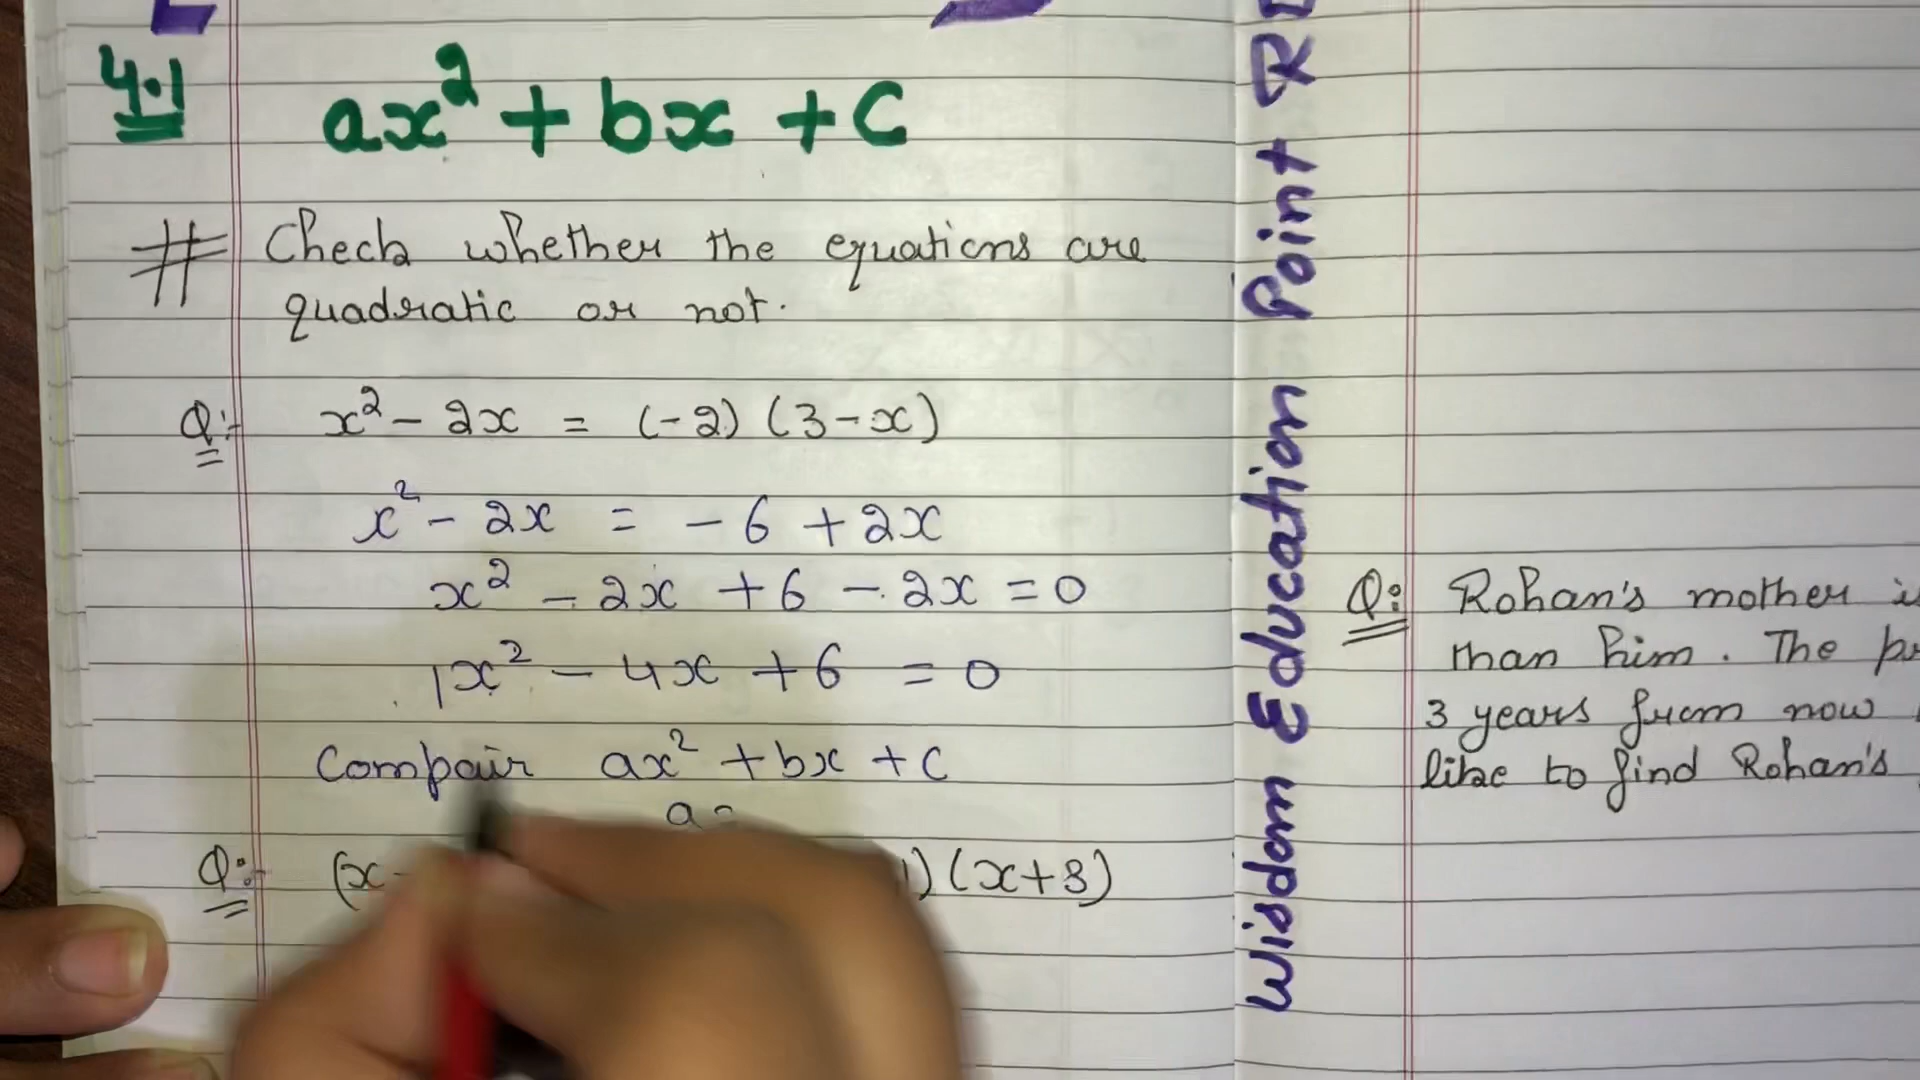 4.1 ax² + bx + c
# Check whether the equations are
quadratic or not.
Q:- x² - 2x = (-2) (3-x)
x² - 2x = - 6 + 2x
x² - 2x + 6 - 2x = 0
1x² - 4x + 6 = 0
Compair ax² + bx + c
a =
Q:- (x- 1) (x+3)
Wisdom Education Point R
Q: Rohan's mother is
than him. The
3 years from now
like to find Rohan's